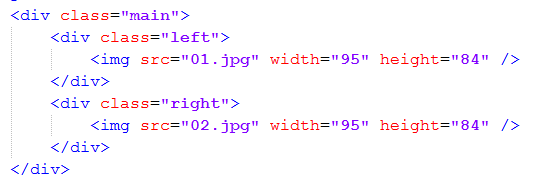 <div class="main">
    <div class="left">
        <img src="01.jpg" width="95" height="84" />
    </div>
    <div class="right">
        <img src="02.jpg" width="95" height="84" />
    </div>
</div>